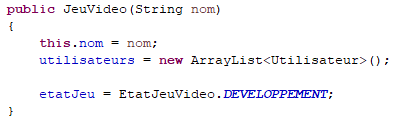 public JeuVideo(String nom)
{
    this.nom = nom;
    utilisateurs = new ArrayList<Utilisateur>();
    etatJeu = EtatJeuVideo.DEVELOPPEMENT;
}